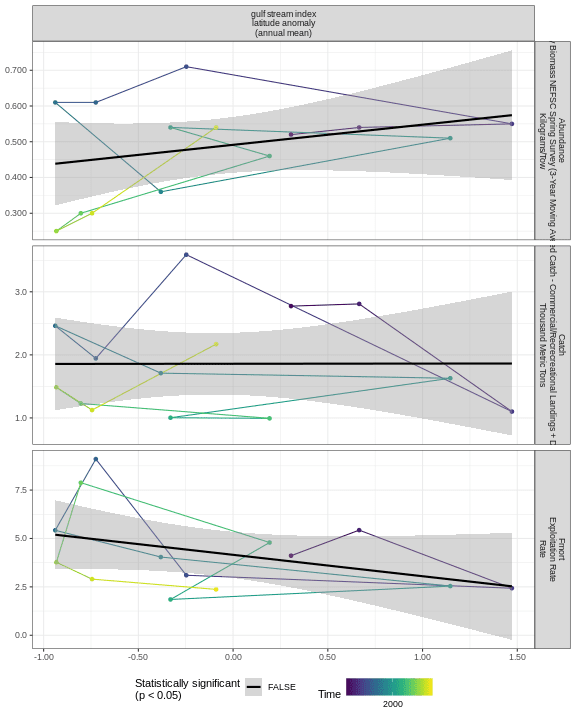 gulf stream index
latitude anomaly
(annual mean)
0.700
0.600
0.500
0.400
0.300
Abundance
Biomass NEFSC Spring Survey (3-Year Moving
Kilograms/Tow
3.0
2.0
1.0
Catch
Catch - Commercial/Recreational Landings +
Thousand Metric Tons
7.5
5.0
2.5
0.0
Fmort
Exploitation Rate
Rate
-1.00
-0.50
0.00
0.50
1.00
1.50
Statistically significant
(p < 0.05)
FALSE
Time
2000